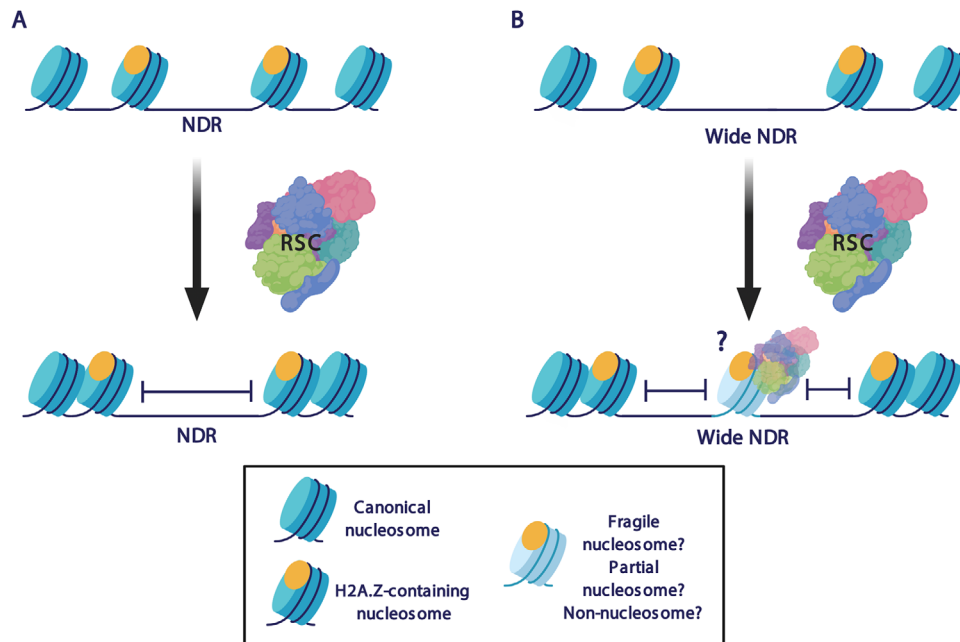 A
B
NDR
Wide NDR
RSC
RSC
?
NDR
Wide NDR
Canonical
nucleosome
H2A.Z-containing
nucleosome
Fragile
nucleosome?
Partial
nucleosome?
Non-nucleosome?